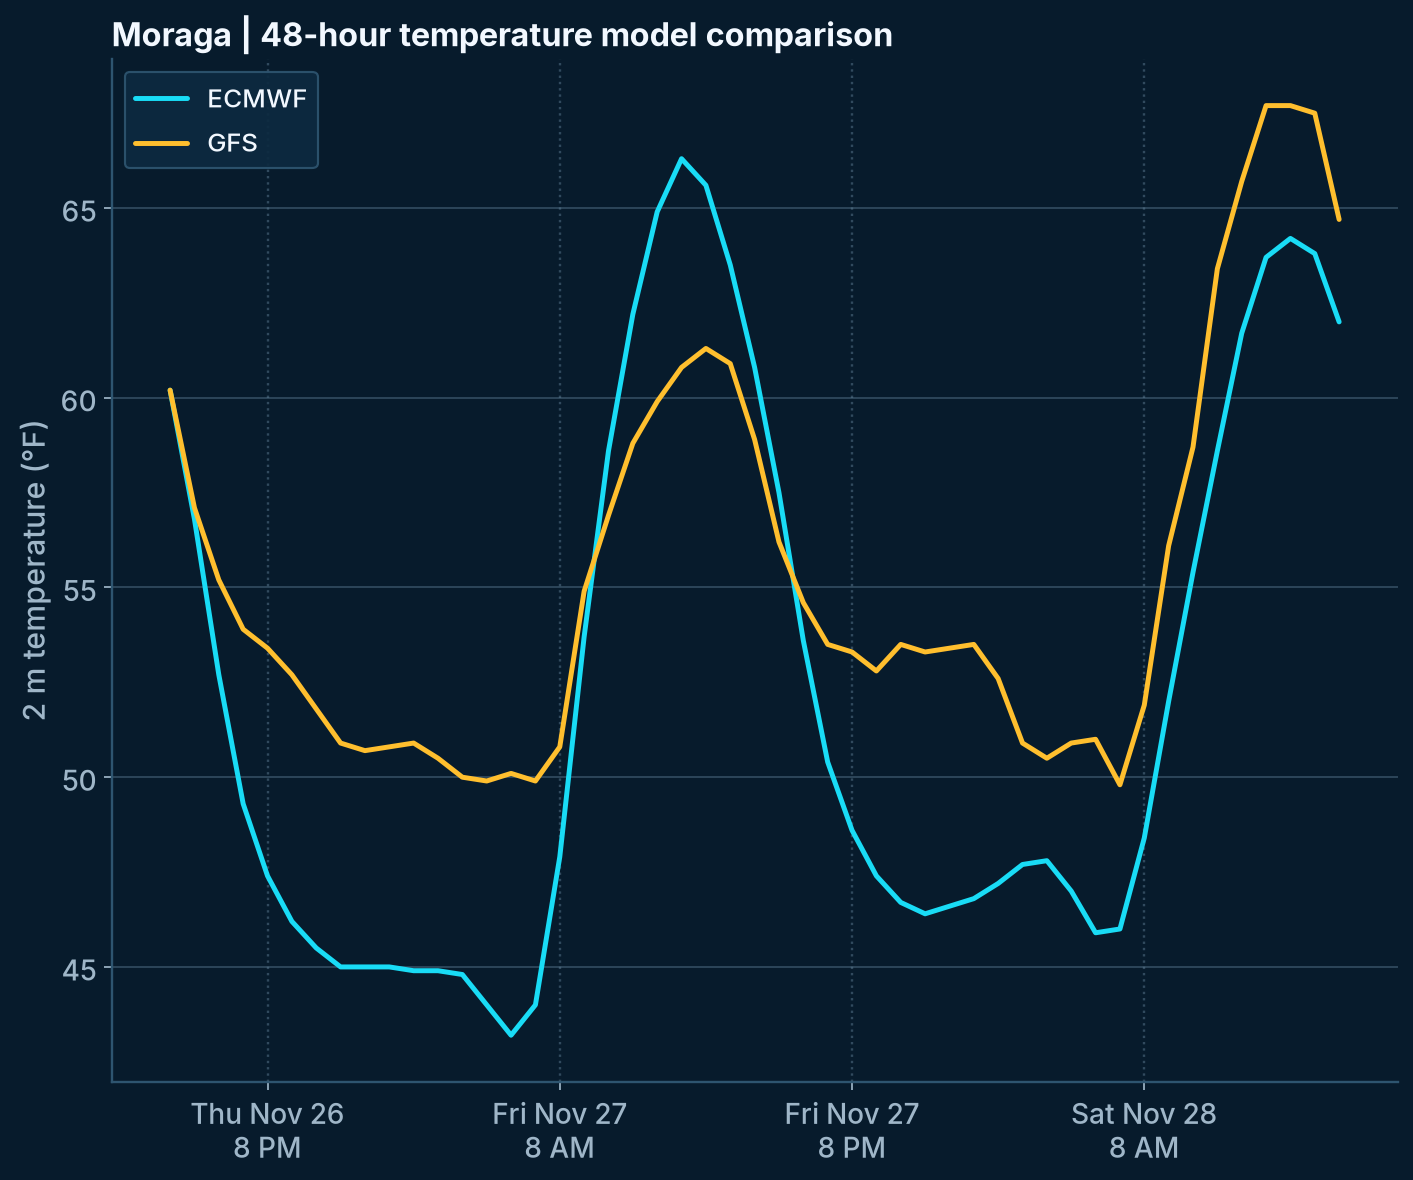 Moraga | 48-hour temperature model comparison
ECMWF
GFS
65
60
55
50
45
2 m temperature (°F)
Thu Nov 26
8 PM
Fri Nov 27
8 AM
Fri Nov 27
8 PM
Sat Nov 28
8 AM